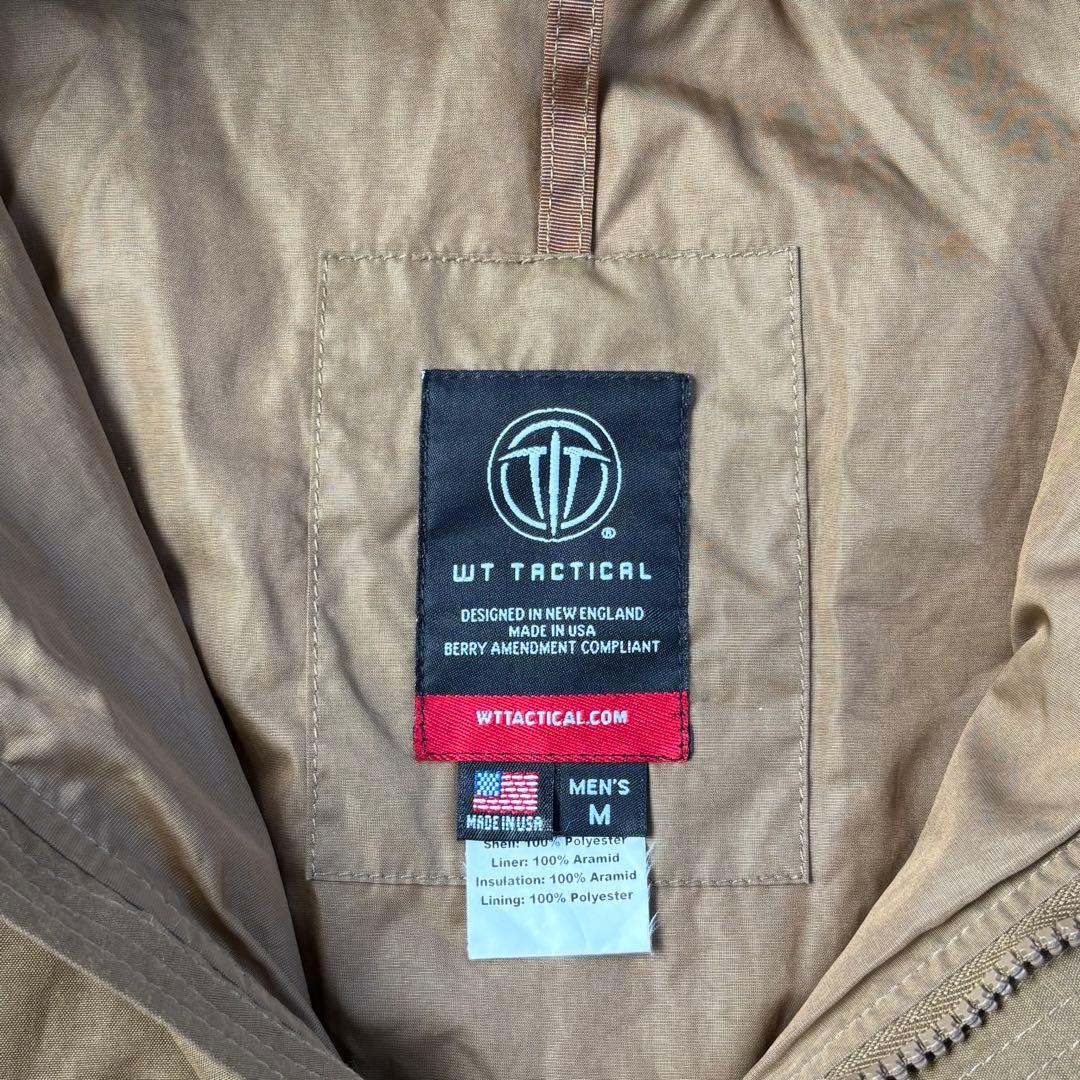 WT TACTICAL
DESIGNED IN NEW ENGLAND
MADE IN USA
BERRY AMENDMENT COMPLIANT
WTTACTICAL.COM
MADE IN USA
MEN'S
M
Shell: 100% Polyester
Liner: 100% Aramid
Insulation: 100% Aramid
Lining: 100% Polyester